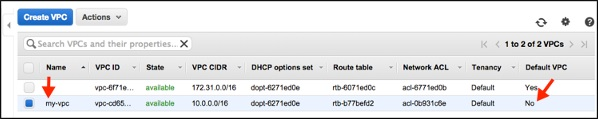 Create VPC Actions
Search VPCs and their properties... 1 to 2 of 2 VPCs
Name VPC ID State VPC CIDR DHCP options set Route table Network ACL Tenancy Default VPC
vpc-6f71e... available 172.31.0.0/16 dopt-6271ed0e rtb-6071ed0c acl-6771ed0b Default Yes
my-vpc vpc-cd65... available 10.0.0.0/16 dopt-6271ed0e rtb-b77befd2 acl-0b931c6e Default No